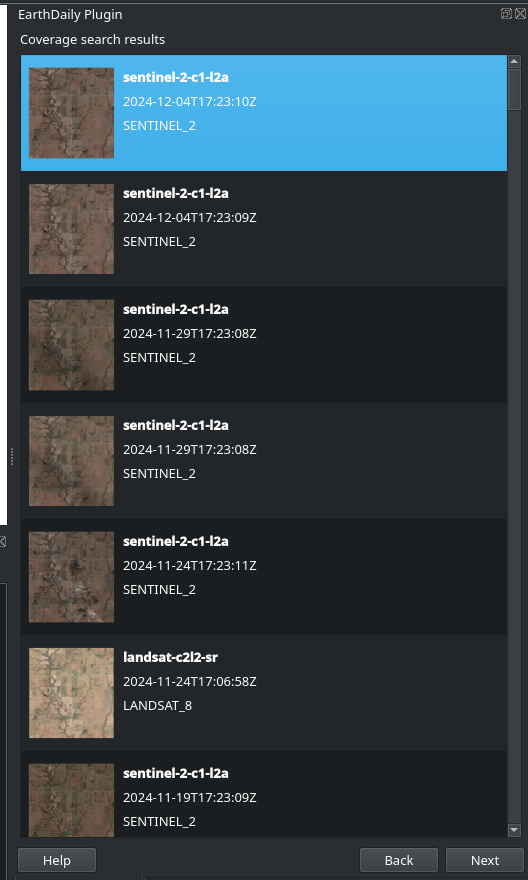 EarthDaily Plugin
Coverage search results
sentinel-2-c1-l2a
2024-12-04T17:23:10Z
SENTINEL_2
sentinel-2-c1-l2a
2024-12-04T17:23:09Z
SENTINEL_2
sentinel-2-c1-l2a
2024-11-29T17:23:08Z
SENTINEL_2
sentinel-2-c1-l2a
2024-11-29T17:23:08Z
SENTINEL_2
sentinel-2-c1-l2a
2024-11-24T17:23:11Z
SENTINEL_2
landsat-c2l2-sr
2024-11-24T17:06:58Z
LANDSAT_8
sentinel-2-c1-l2a
2024-11-19T17:23:09Z
SENTINEL_2
Help
Back
Next